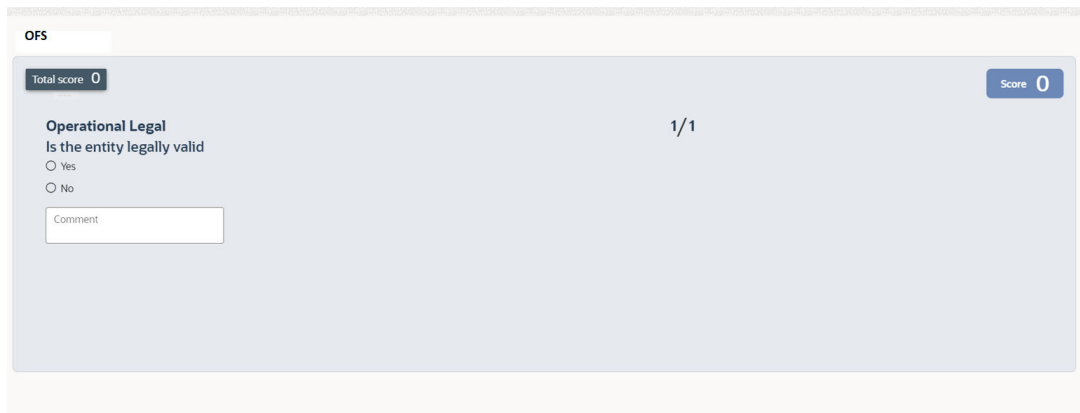 OFS
Total score 0
Score 0
Operational Legal
1/1
Is the entity legally valid
Yes
No
Comment